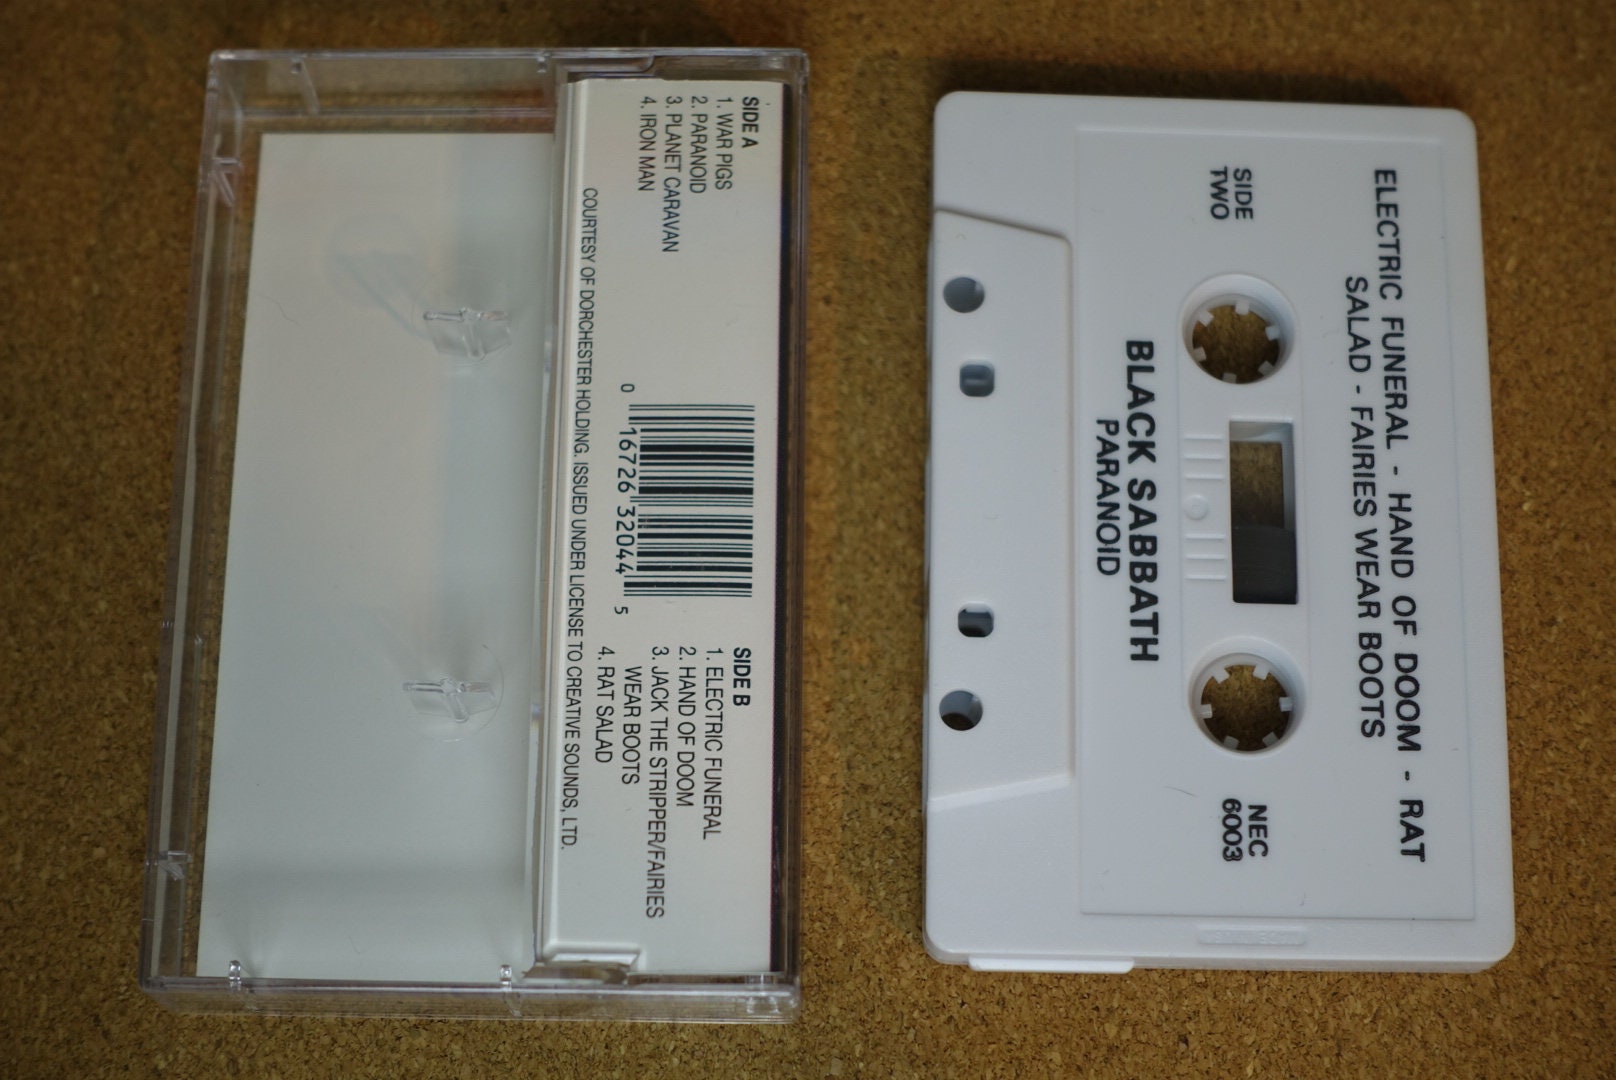 SIDE A
1. WAR PIGS
2. PARANOID
3. PLANET CARAVAN
4. IRON MAN
0 16726 32044 5
SIDE B
1. ELECTRIC FUNERAL
2. HAND OF DOOM
3. JACK THE STRIPPER/FAIRIES
WEAR BOOTS
4. RAT SALAD
COURTESY OF DORCHESTER HOLDING. ISSUED UNDER LICENSE TO CREATIVE SOUNDS, LTD.
ELECTRIC FUNERAL - HAND OF DOOM - RAT
SALAD - FAIRIES WEAR BOOTS
SIDE
TWO
NEC
6003
BLACK SABBATH
PARANOID